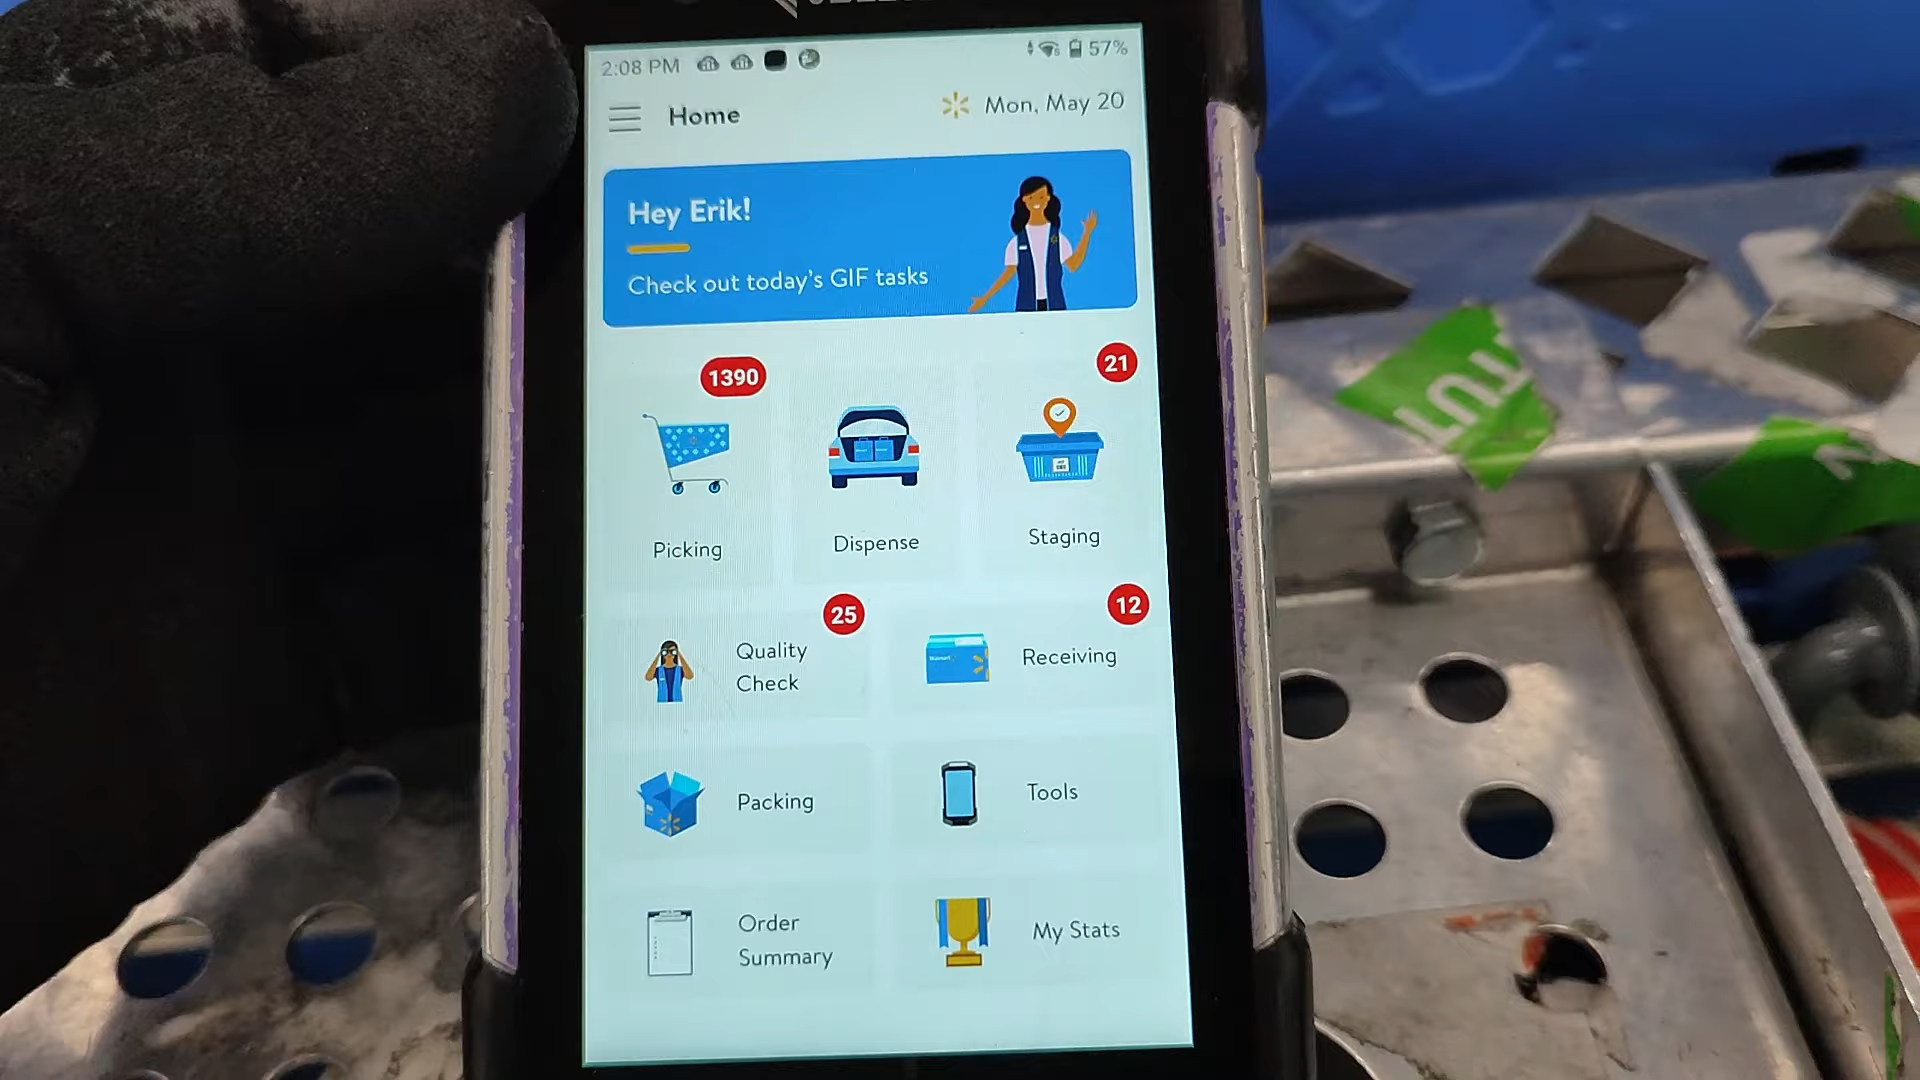 2:08 PM
57%
Home
Mon, May 20
Hey Erik!
Check out today's GIF tasks
1390
21
Picking
Dispense
Staging
25
12
Quality
Check
Receiving
Packing
Tools
Order
Summary
My Stats